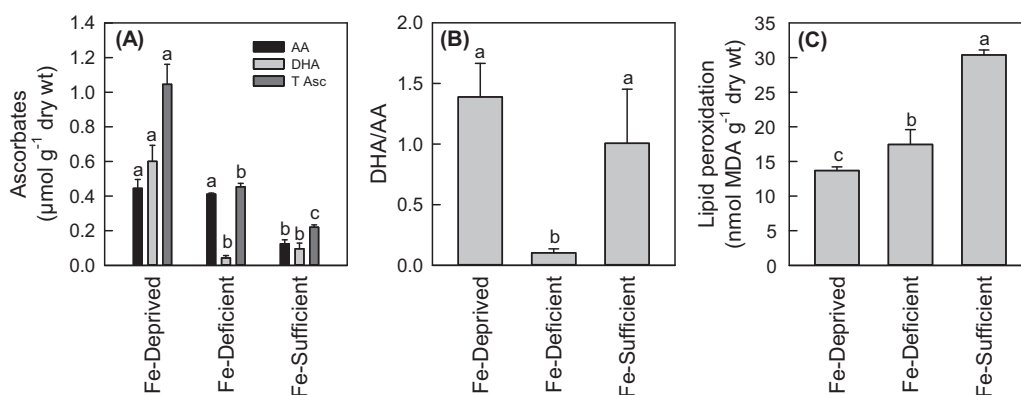 (A)
Ascorbates
(µmol g⁻¹ dry wt)
1.4
1.2
1.0
0.8
0.6
0.4
0.2
0.0
AA
DHA
T Asc
a
a
a
a
b
b
b
b
c
Fe-Deprived
Fe-Deficient
Fe-Sufficient
(B)
DHA/AA
2.0
1.5
1.0
0.5
0.0
a
b
a
Fe-Deprived
Fe-Deficient
Fe-Sufficient
(C)
Lipid peroxidation
(nmol MDA g⁻¹ dry wt)
35
30
25
20
15
10
5
0
c
b
a
Fe-Deprived
Fe-Deficient
Fe-Sufficient